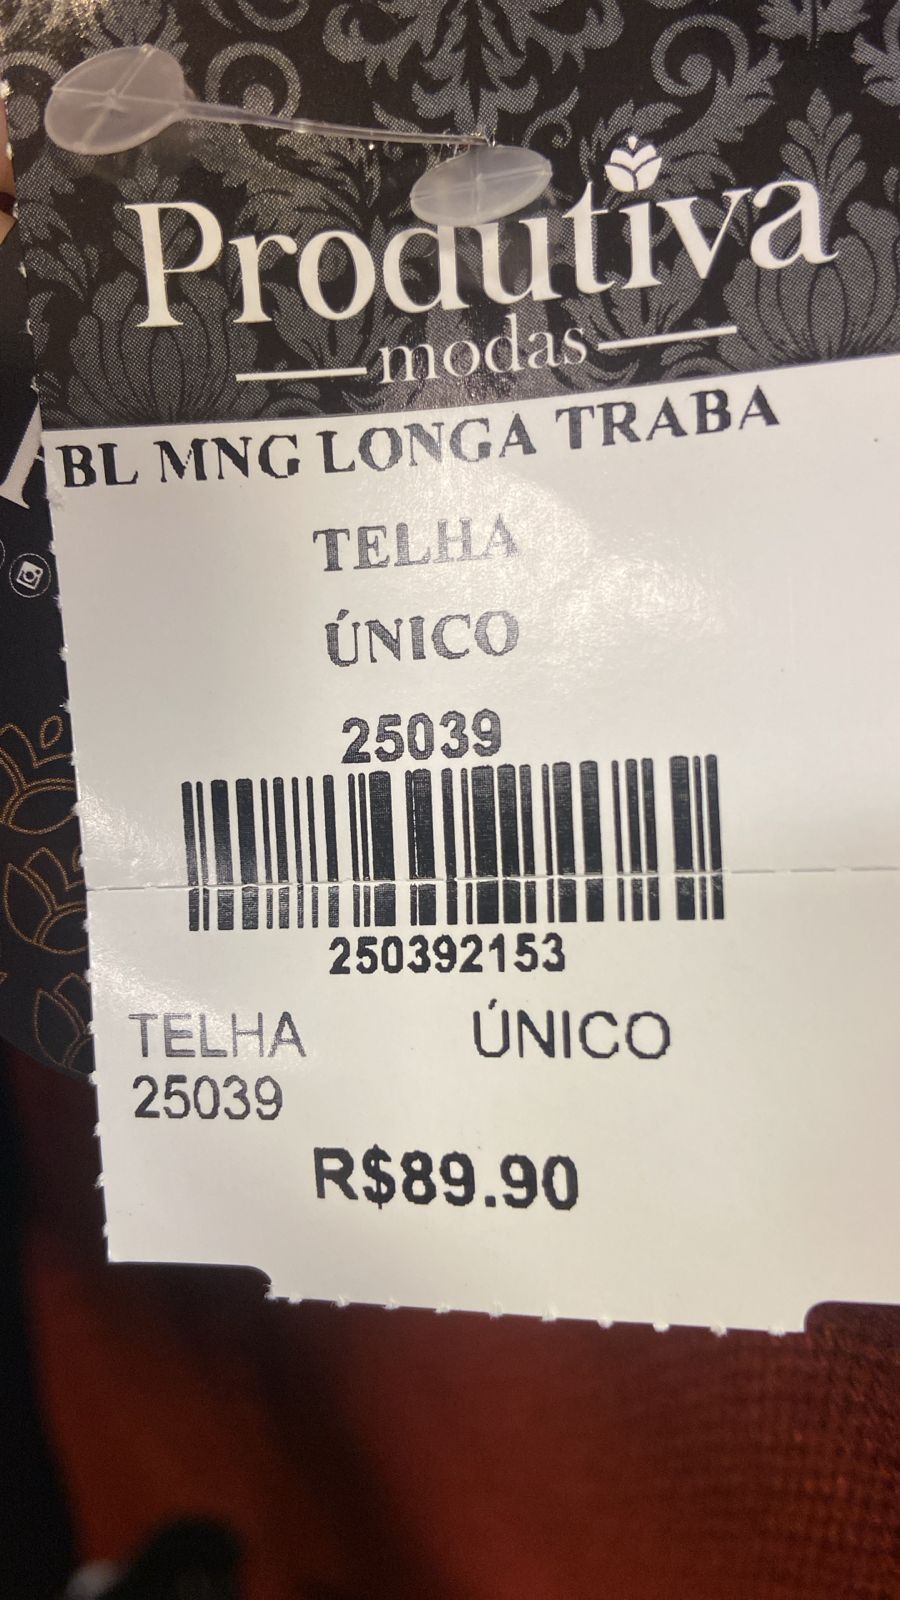 Produtiva
modas
BL MNG LONGA TRABA
TELHA
ÚNICO
25039
250392153
TELHA ÚNICO
25039
R$89.90